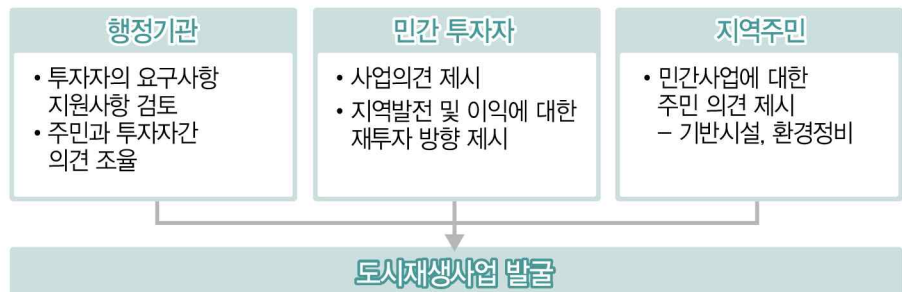 행정기관
• 투자자의 요구사항
지원사항 검토
• 주민과 투자자간
의견 조율
민간 투자자
• 사업의견 제시
• 지역발전 및 이익에 대한
재투자 방향 제시
지역주민
• 민간사업에 대한
주민 의견 제시
– 기반시설, 환경정비
도시재생사업 발굴